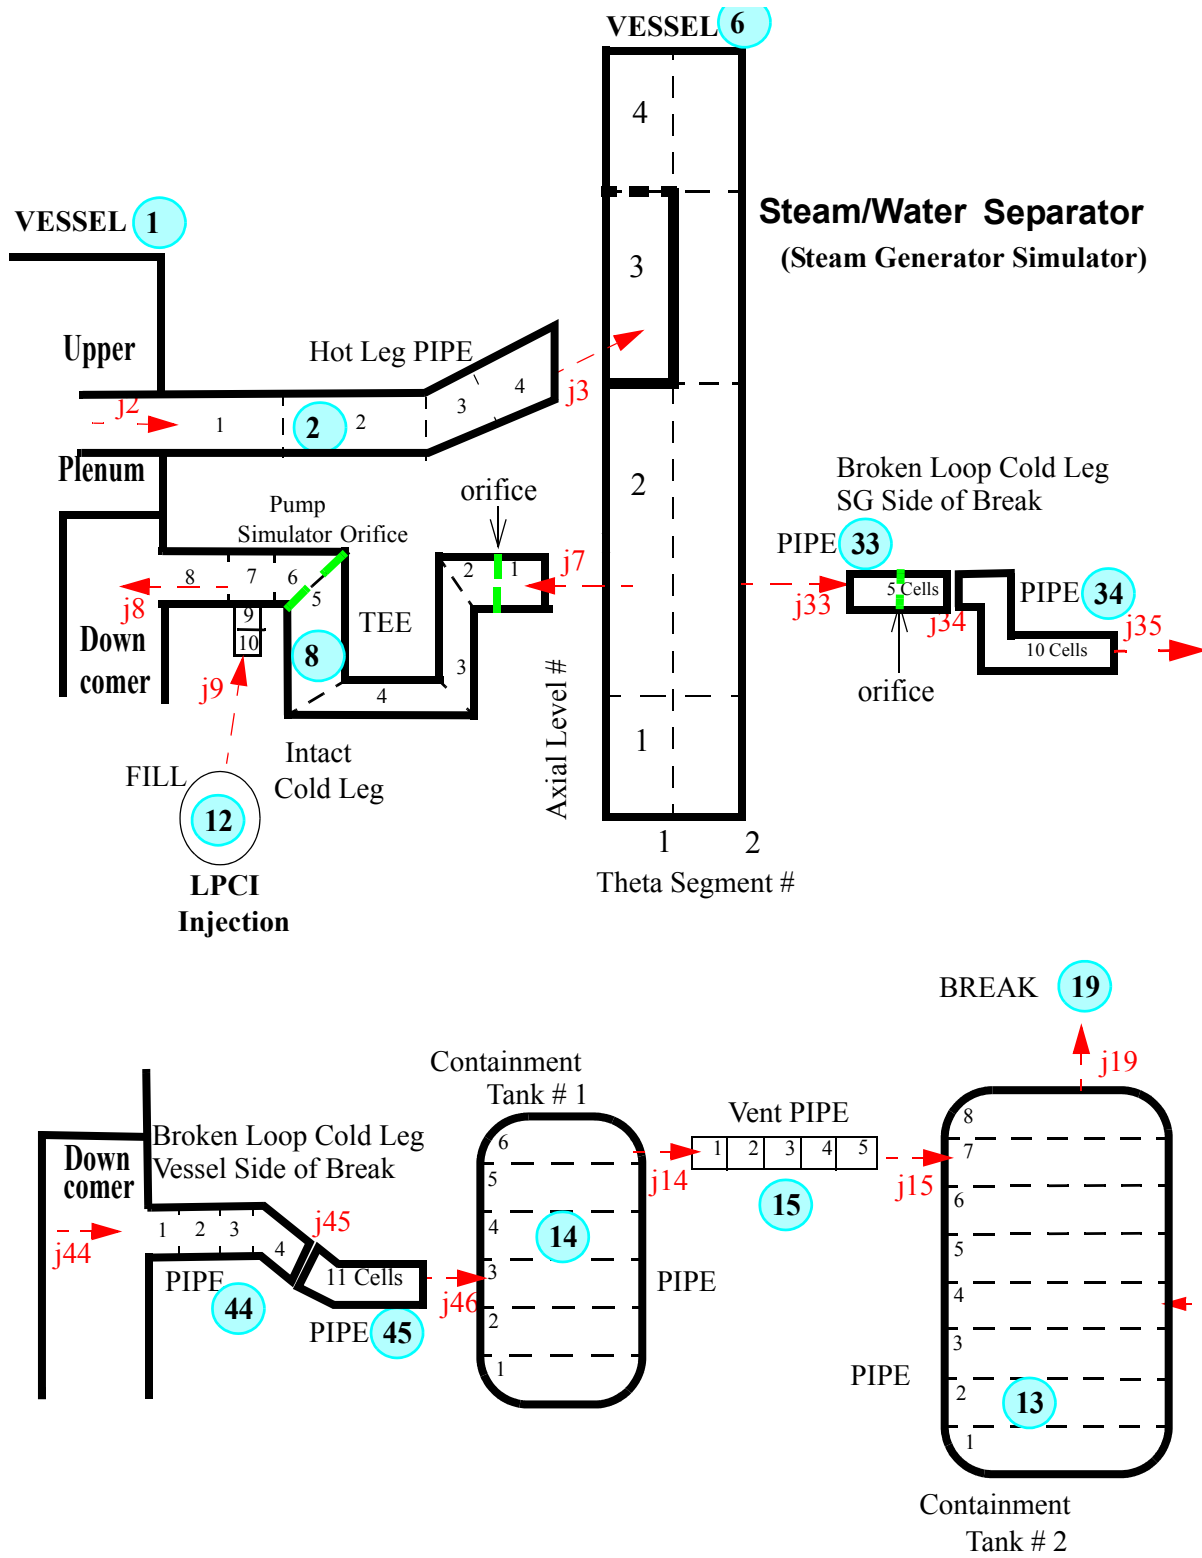 VESSEL 6
4
VESSEL 1
Steam/Water Separator
(Steam Generator Simulator)
3
Upper
Hot Leg PIPE
j2
1
2
2
3
4
j3
Plenum
Broken Loop Cold Leg
SG Side of Break
2
orifice
Pump
Simulator Orifice
PIPE 33
8
7
6
5
2
1
j7
j33
5 Cells
j34
PIPE 34
j35
j8
9
10
TEE
Down
comer
8
3
10 Cells
orifice
j9
4
Axial Level #
1
FILL
Intact
Cold Leg
12
1
2
LPCI
Injection
Theta Segment #
BREAK 19
j19
Containment
Tank # 1
Vent PIPE
Broken Loop Cold Leg
Vessel Side of Break
Down
comer
6
5
4
3
2
1
14
j14
1 2 3 4 5
15
j15
8
7
6
5
4
3
2
1
13
j44
1
2
3
4
j45
11 Cells
j46
PIPE
44
PIPE 45
PIPE
PIPE
Containment
Tank # 2